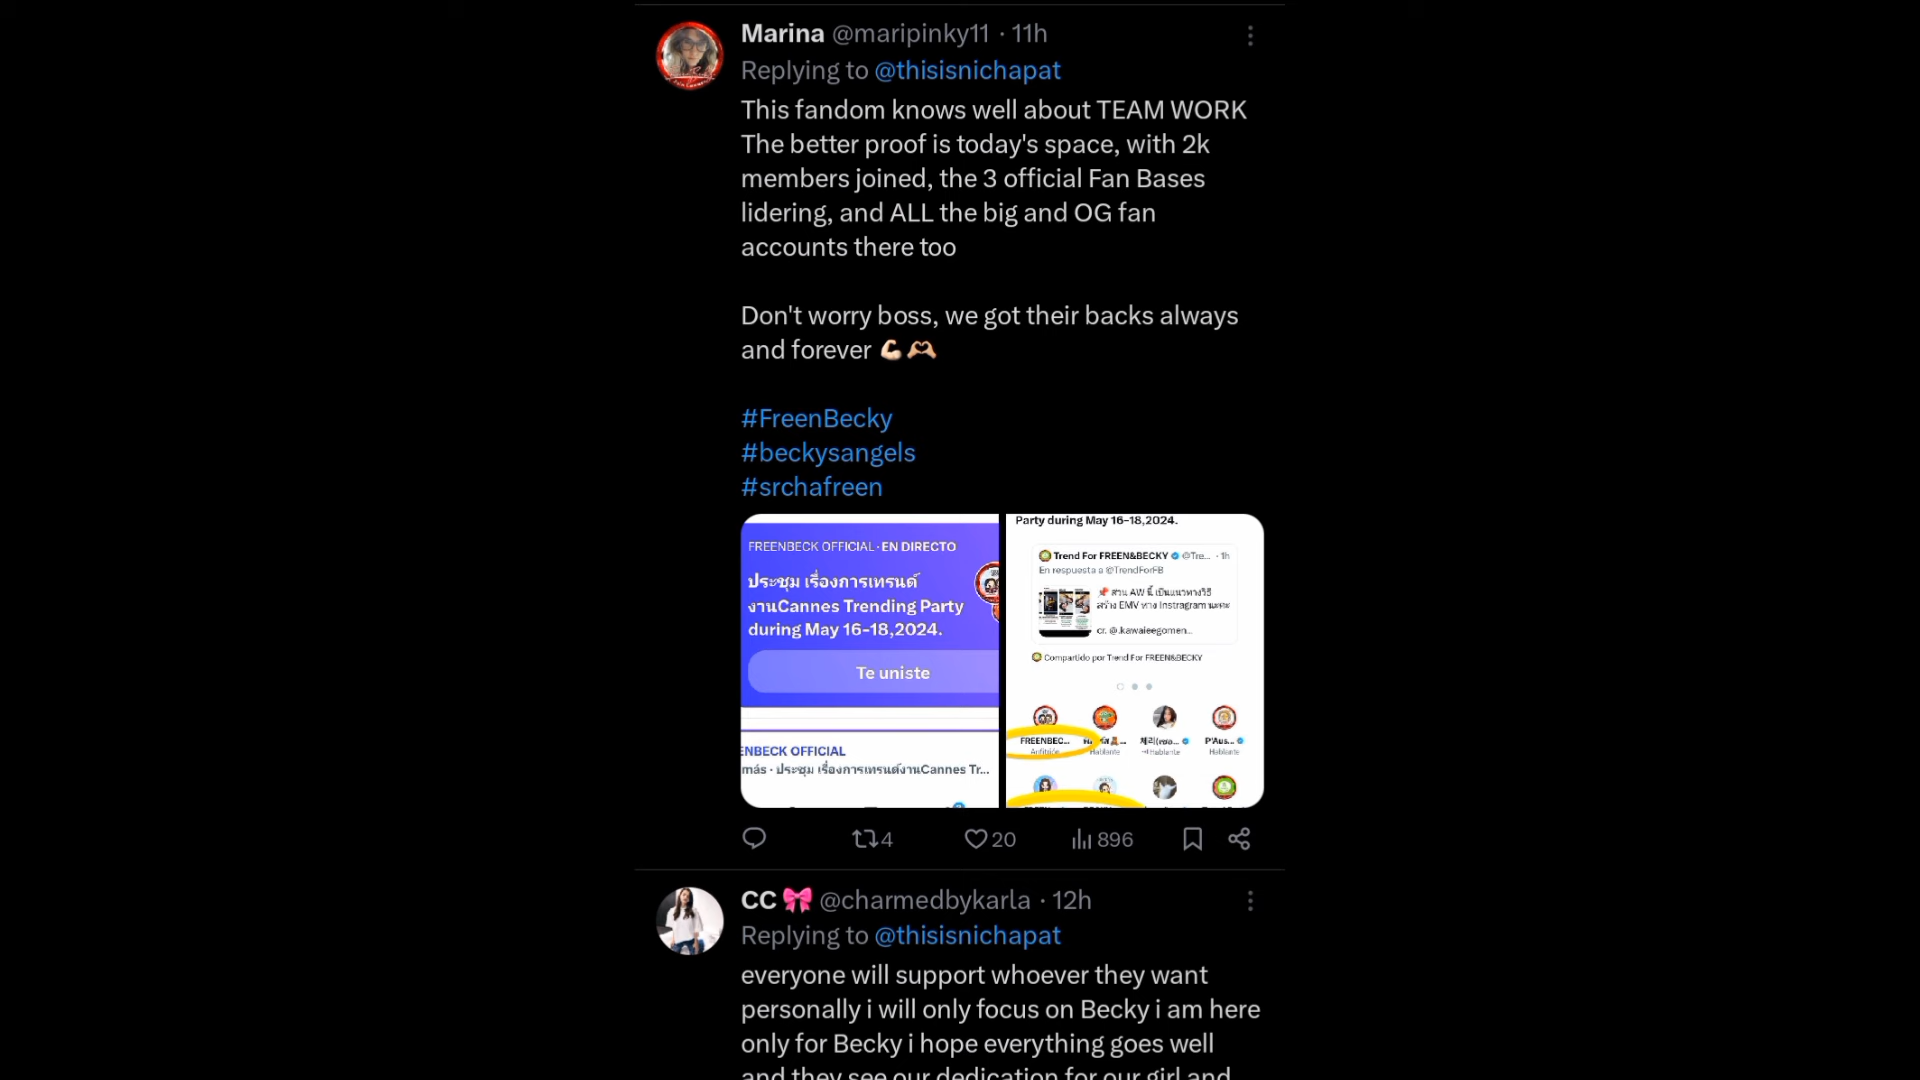 Marina @maripinky11 · 11h
Replying to @thisisnichapat
This fandom knows well about TEAM WORK
The better proof is today's space, with 2k
members joined, the 3 official Fan Bases
lidering, and ALL the big and OG fan
accounts there too
Don't worry boss, we got their backs always
and forever 💪🏻🫶🏻
#FreenBecky
#beckysangels
#srchafreen
FREENBECK OFFICIAL · EN DIRECTO
ประชุม เรื่องการเทรนด์
งานCannes Trending Party
during May 16-18,2024.
Te uniste
ENBECK OFFICIAL
más · ประชุม เรื่องการเทรนด์งานCannes Tr...
Party during May 16-18,2024.
Trend For FREEN&BECKY @Tre... · 1h
En respuesta a @TrendForFB
📌 ส่วน AW นี้ เป็นแนวทางวิธี
สร้าง EMV ทาง Instragram นะคะ
cr. @.kawaieegomen...
Compartido por Trend For FREEN&BECKY
FREENBEC... P'Aus...
Anfitrión Hablante Hablante Hablante
4 20 896
CC 🎀 @charmedbykarla · 12h
Replying to @thisisnichapat
everyone will support whoever they want
personally i will only focus on Becky i am here
only for Becky i hope everything goes well
and they see our dedication for our girl and